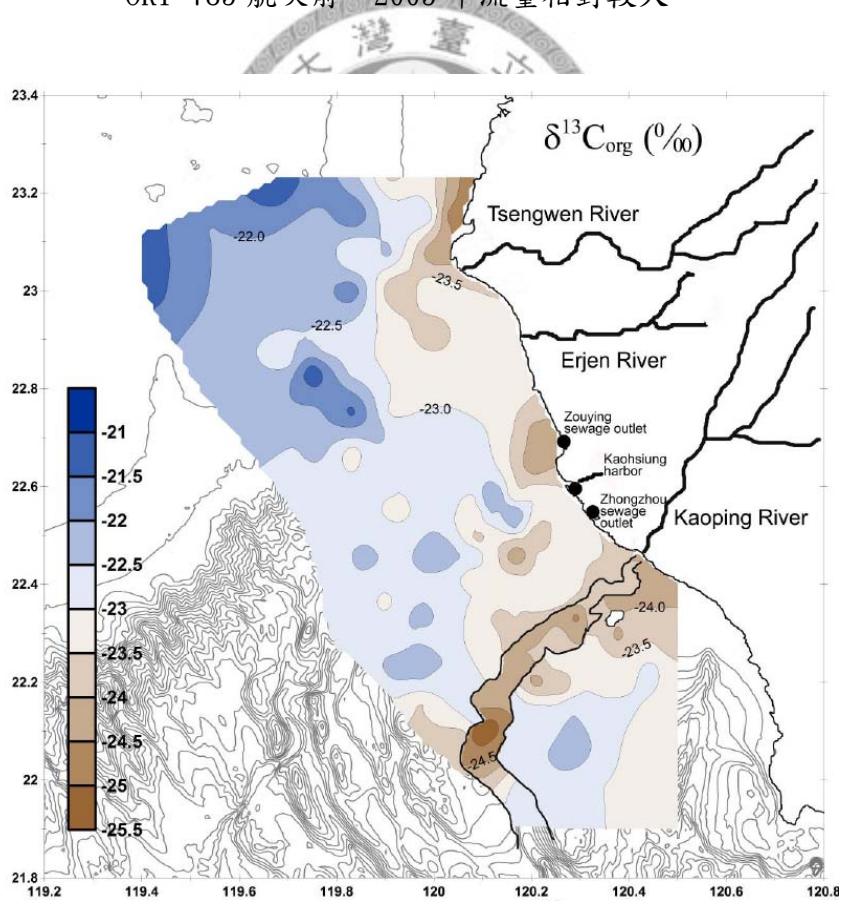 大 灣 臺 立
23.4
δ¹³Corg (⁰/₀₀)
23.2
Tsengwen River
-22.0
23
-23.5
-22.5
Erjen River
22.8
-23.0
Zouying
sewage outlet
-21
Kaohsiung
harbor
22.6
-21.5
Zhongzhou
sewage
outlet
Kaoping River
-22
-22.5
22.4
-23
-24.0
-23.5
-23.5
22.2
-24
-24.5
-24.5
22
-25
-25.5
21.8
119.2 119.4 119.6 119.8 120 120.2 120.4 120.6 120.8